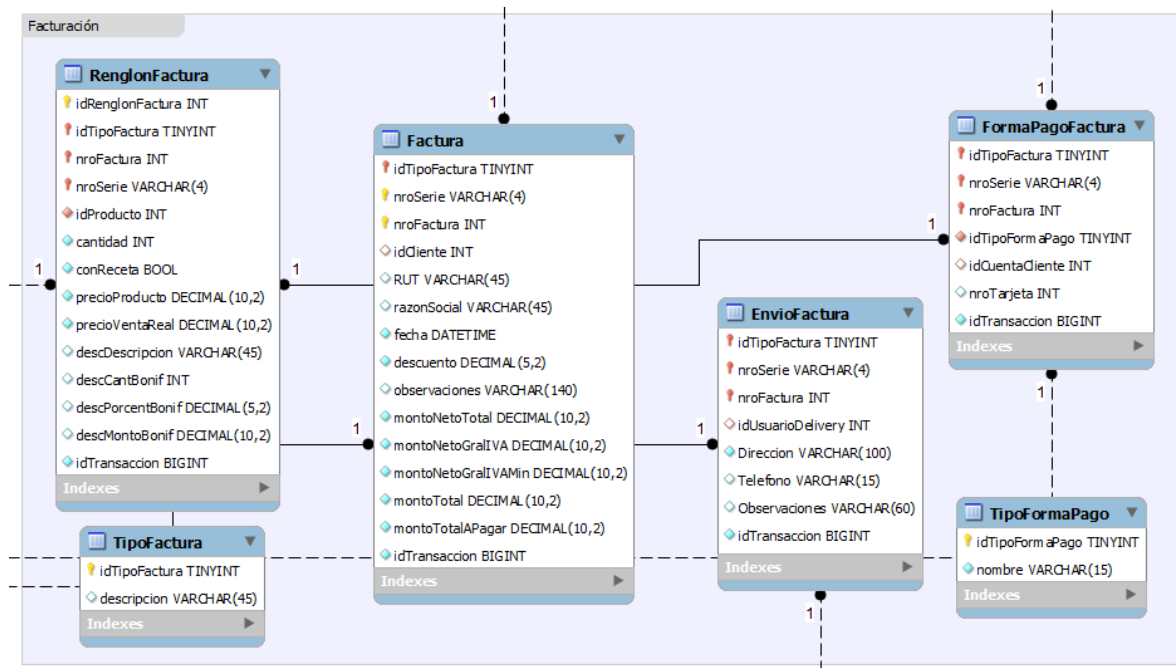 Facturación
RenglonFactura
idRenglonFactura INT
idTipoFactura TINYINT
nroFactura INT
nroSerie VARCHAR(4)
idProducto INT
cantidad INT
conReceta BOOL
precioProducto DECIMAL(10,2)
precioVentaReal DECIMAL(10,2)
descDescripcion VARCHAR(45)
descCantBonif INT
descPorcentBonif DECIMAL(5,2)
descMontoBonif DECIMAL(10,2)
idTransaccion BIGINT
Indexes
1
1
TipoFactura
idTipoFactura TINYINT
descripcion VARCHAR(45)
Indexes
1
Factura
idTipoFactura TINYINT
nroSerie VARCHAR(4)
nroFactura INT
idCliente INT
RUT VARCHAR(45)
razonSocial VARCHAR(45)
fecha DATETIME
descuento DECIMAL(5,2)
observaciones VARCHAR(140)
montoNetoTotal DECIMAL(10,2)
montoNetoGralIVA DECIMAL(10,2)
montoNetoGralIVAMin DECIMAL(10,2)
montoTotal DECIMAL(10,2)
montoTotalAPagar DECIMAL(10,2)
idTransaccion BIGINT
Indexes
1
1
EnvioFactura
idTipoFactura TINYINT
nroSerie VARCHAR(4)
nroFactura INT
idUsuarioDelivery INT
Direccion VARCHAR(100)
Telefono VARCHAR(15)
Observaciones VARCHAR(60)
idTransaccion BIGINT
Indexes
1
1
FormaPagoFactura
idTipoFactura TINYINT
nroSerie VARCHAR(4)
nroFactura INT
idTipoFormaPago TINYINT
idCuentaCliente INT
nroTarjeta INT
idTransaccion BIGINT
Indexes
1
1
1
TipoFormaPago
idTipoFormaPago TINYINT
nombre VARCHAR(15)
Indexes